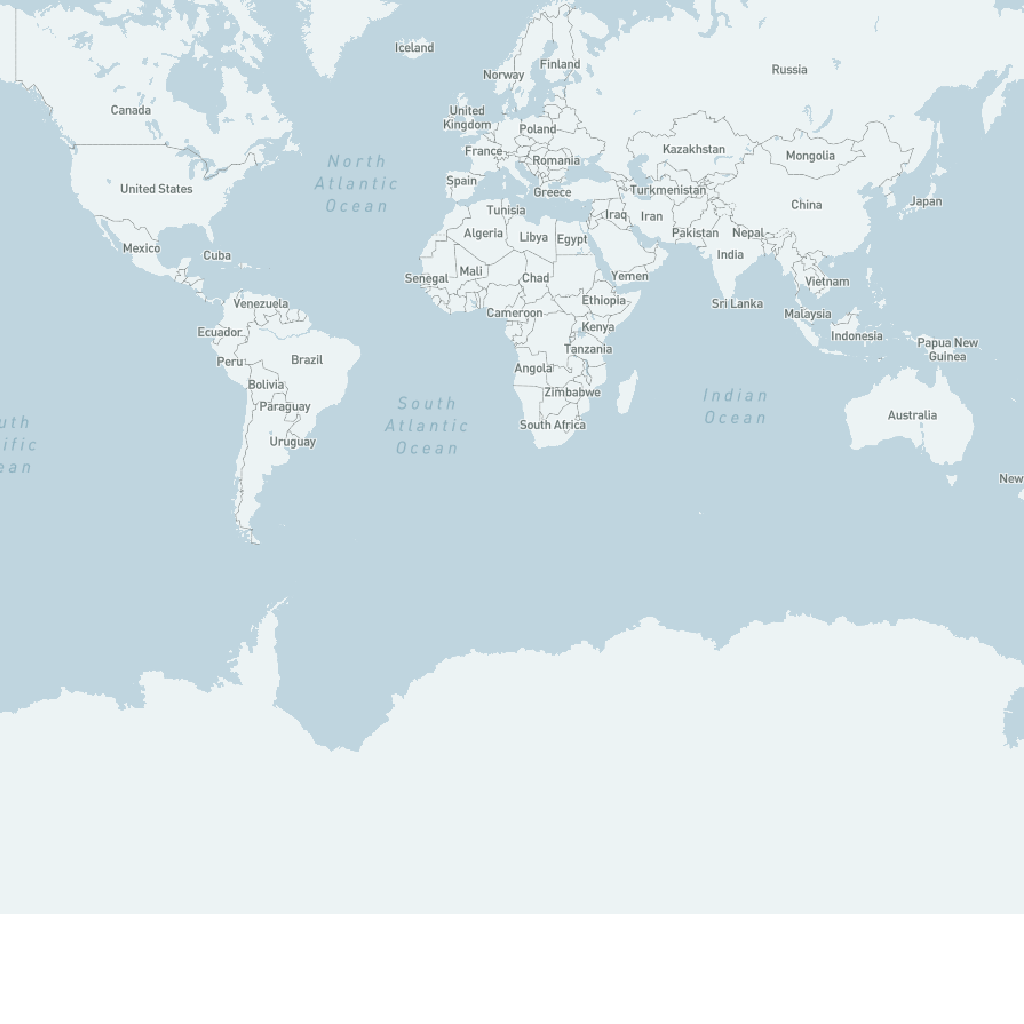 Iceland
Russia
Finland
Norway
Canada
United
Kingdom
Poland
Kazakhstan
France
Mongolia
North
Atlantic
Ocean
Romania
Spain
United States
Greece
Turkmenistan
China
Japan
Tunisia
Iraq
Iran
Algeria
Libya
Egypt
Pakistan
Nepal
Mexico
Cuba
India
Mali
Senegal
Chad
Yemen
Vietnam
Venezuela
Ethiopia
Sri Lanka
Cameroon
Malaysia
Ecuador
Kenya
Indonesia
Papua New
Guinea
Tanzania
Peru
Brazil
Angola
Bolivia
Zimbabwe
Indian
Ocean
Paraguay
South
Atlantic
Ocean
Australia
South Africa
uth
ific
ean
Uruguay
New